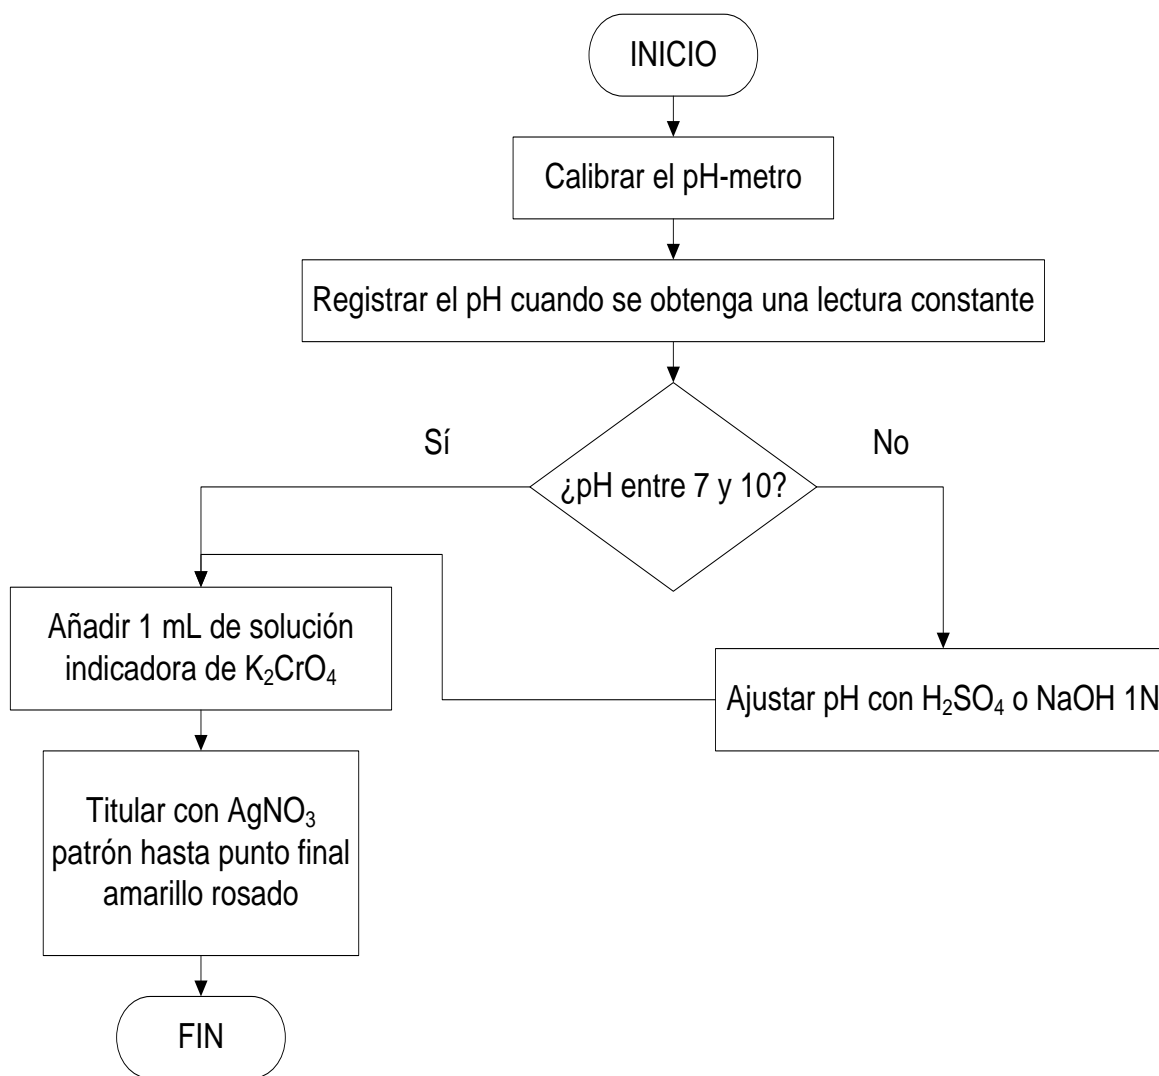 INICIO
Calibrar el pH-metro
Registrar el pH cuando se obtenga una lectura constante
Sí
No
¿pH entre 7 y 10?
Añadir 1 mL de solución
indicadora de K₂CrO₄
Ajustar pH con H₂SO₄ o NaOH 1N
Titular con AgNO₃
patrón hasta punto final
amarillo rosado
FIN